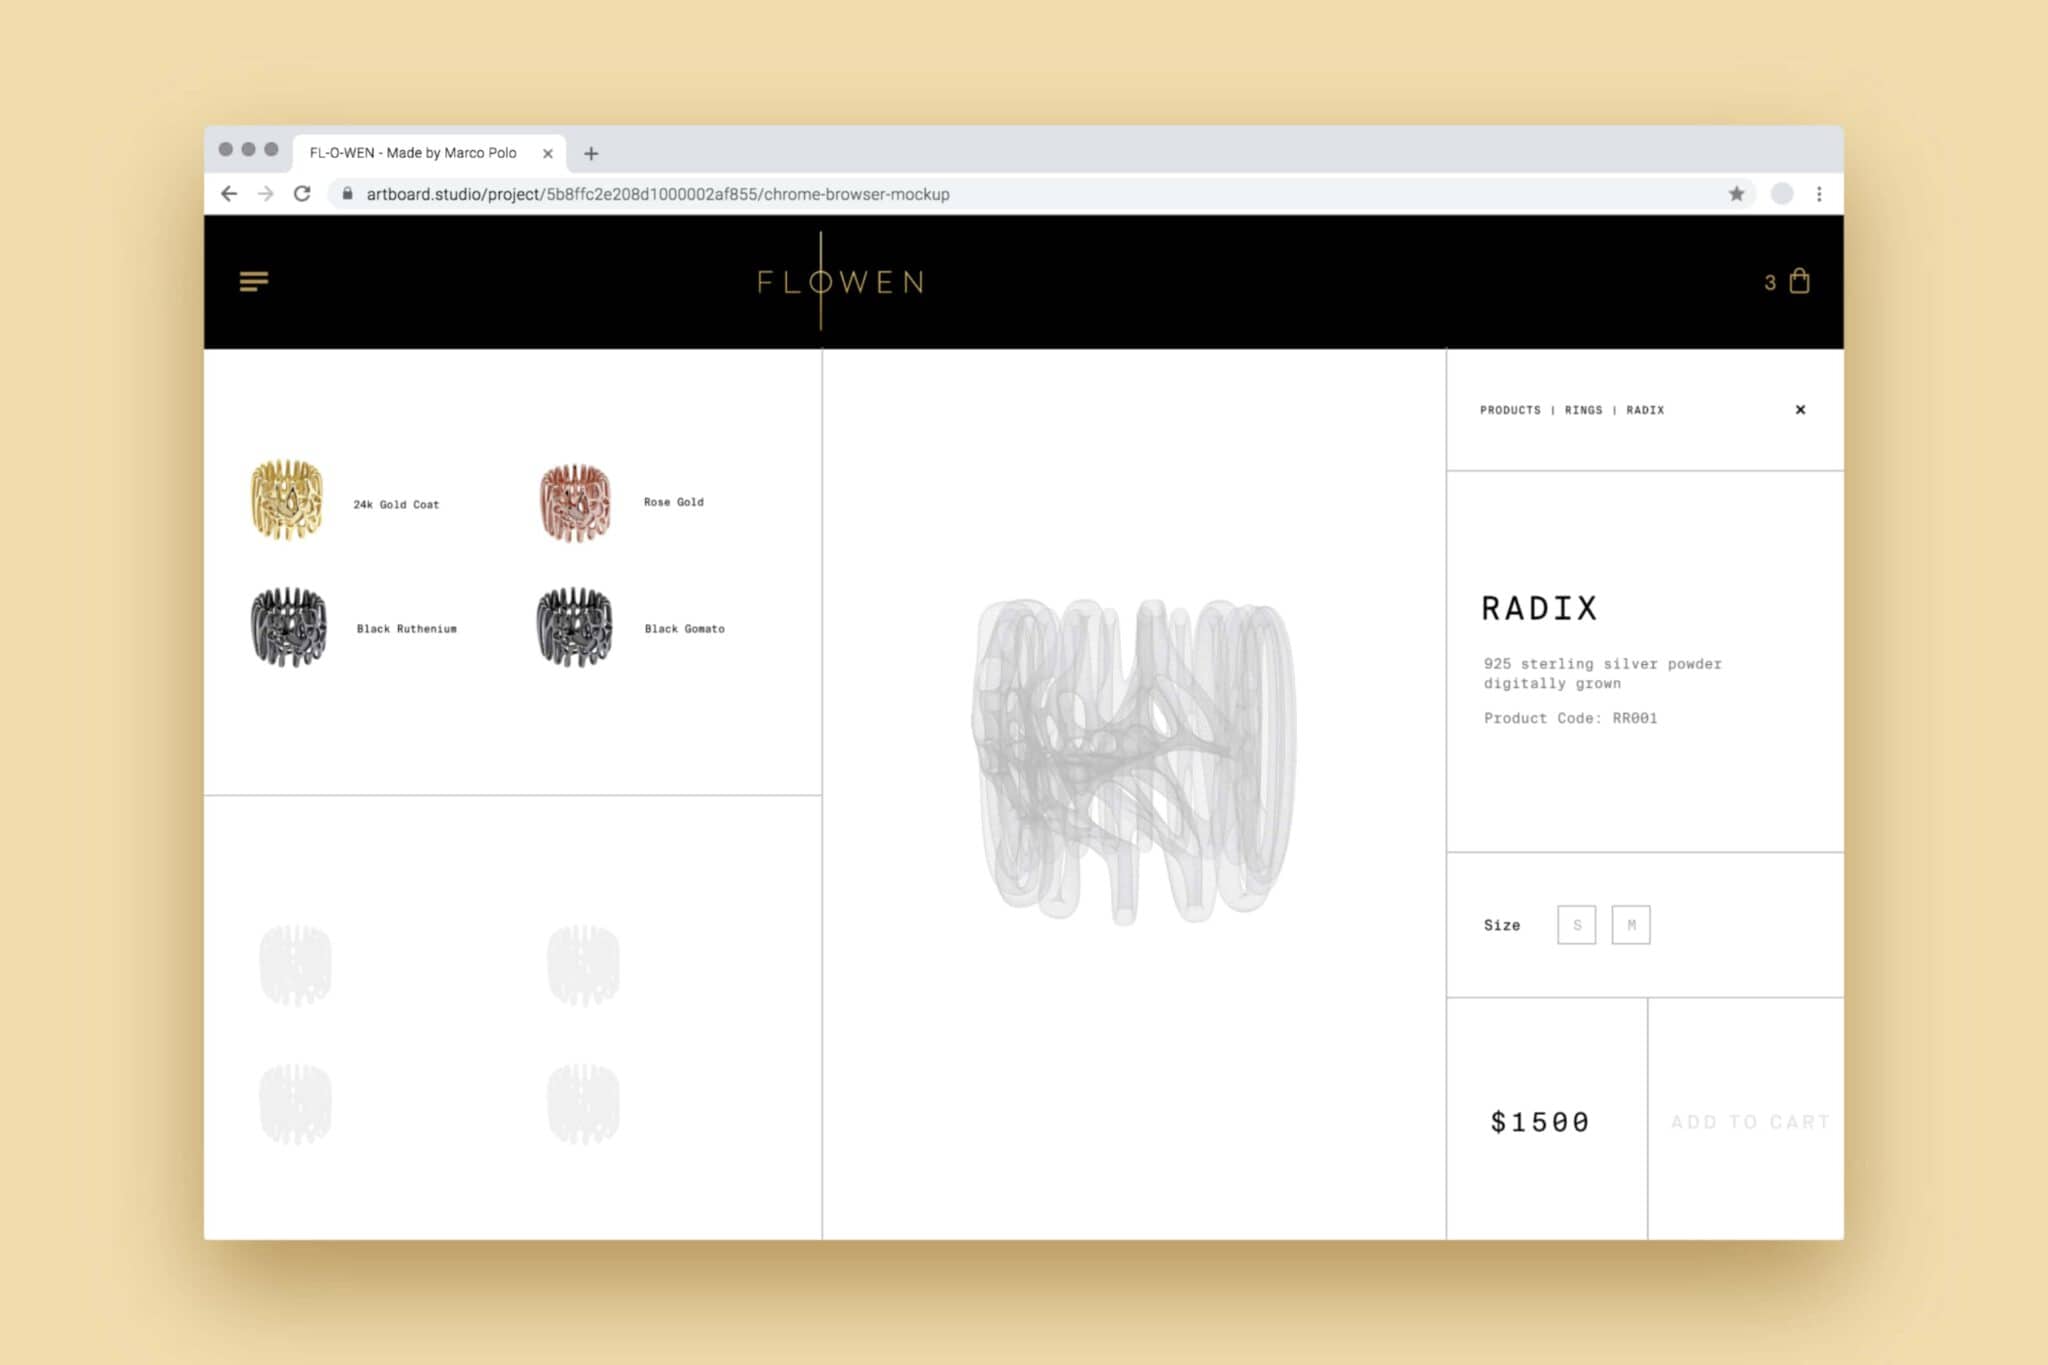 FL-O-WEN - Made by Marco Polo
artboard.studio/project/5b8ffc2e208d1000002af855/chrome-browser-mockup
FLOWEN
3
24k Gold Coat
Rose Gold
Black Ruthenium
Black Gomato
PRODUCTS | RINGS | RADIX
RADIX
925 sterling silver powder
digitally grown
Product Code: RR001
Size
S
M
$1500
ADD TO CART